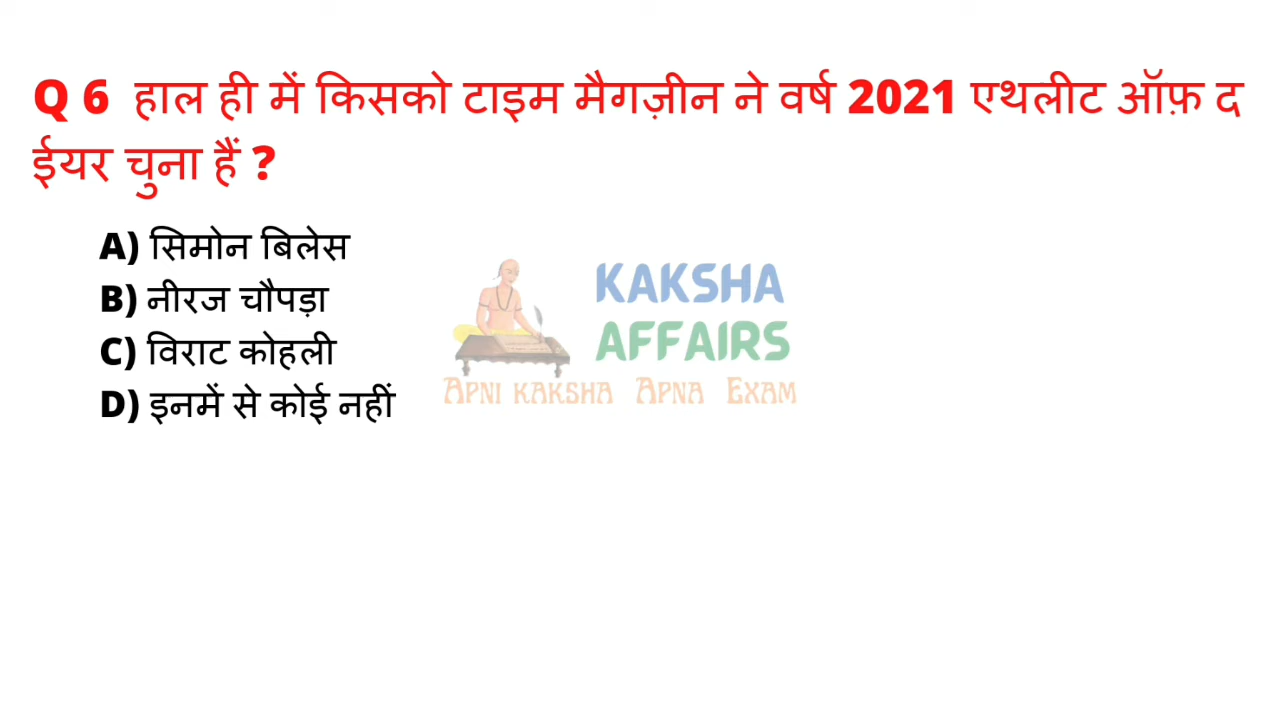 Q 6 हाल ही में किसको टाइम मैगज़ीन ने वर्ष 2021 एथलीट ऑफ़ द
ईयर चुना हैं ?
A) सिमोन बिलेस
B) नीरज चौपड़ा
C) विराट कोहली
D) इनमें से कोई नहीं
KAKSHA
AFFAIRS
APNI KAKSHA APNA EXAM